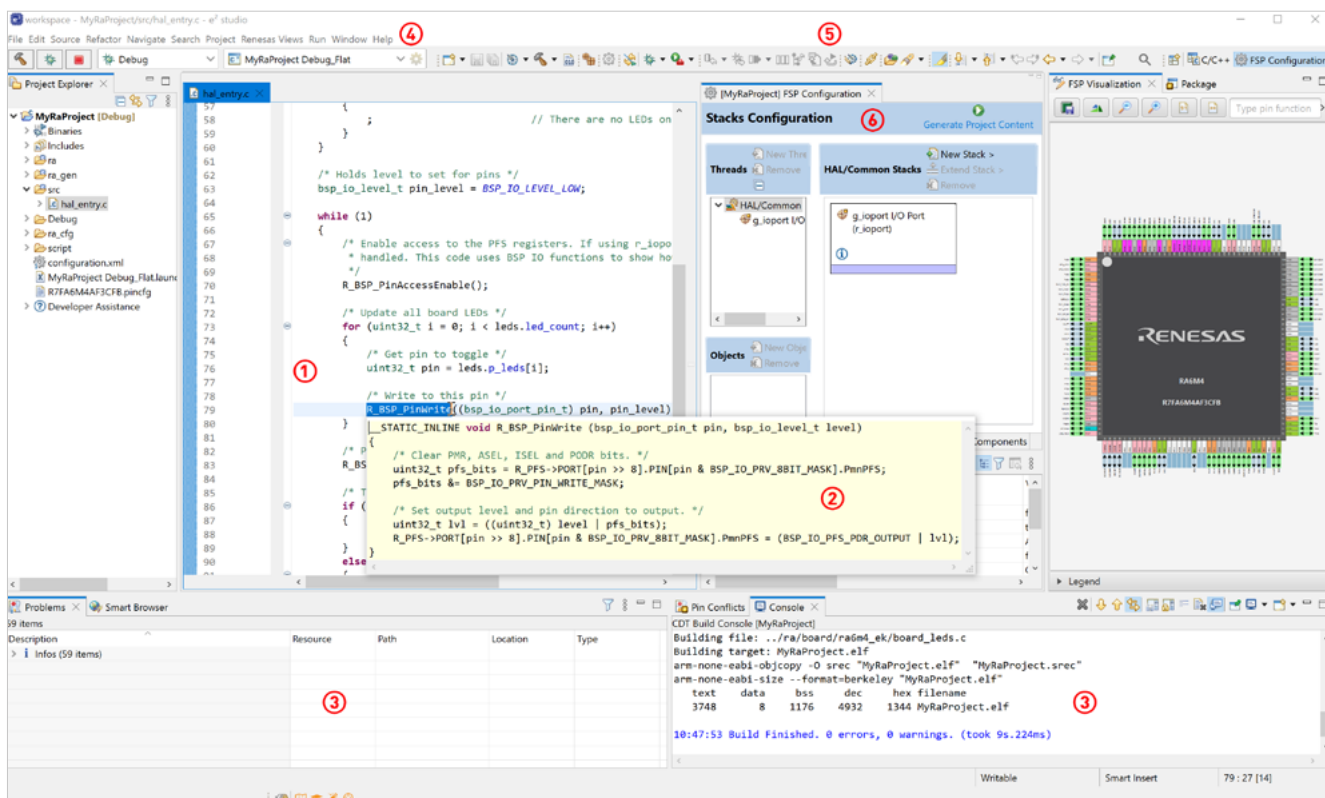 workspace - MyRaProject/src/hal_entry.c - e² studio
File Edit Source Refactor Navigate Search Project Renesas Views Run Window Help
④
⑤
Debug
MyRaProject Debug_Flat
C/C++
FSP Configuration
Project Explorer
MyRaProject [Debug]
Binaries
Includes
ra
ra_gen
src
hal_entry.c
Debug
ra_cfg
script
configuration.xml
MyRaProject Debug_Flat.launc
R7FA6M4AF3CFB.pincfg
Developer Assistance
hal_entry.c
57 {
58 ; // There are no LEDs on
59 }
60 }
61
62 /* Holds level to set for pins */
63 bsp_io_level_t pin_level = BSP_IO_LEVEL_LOW;
64
65 while (1)
66 {
67 /* Enable access to the PFS registers. If using r_iopo
68 * handled. This code uses BSP IO functions to show ho
69 */
70 R_BSP_PinAccessEnable();
71
72 /* Update all board LEDs */
73 for (uint32_t i = 0; i < leds.led_count; i++)
74 {
75 /* Get pin to toggle */
76 uint32_t pin = leds.p_leds[i];
77
78 /* Write to this pin */
79 R_BSP_PinWrite((bsp_io_port_pin_t) pin, pin_level)
80 }
81
82 /* P
83 R_BS
84
85 /* T
86 if (
87 {
88
89 }
90 else
①
__STATIC_INLINE void R_BSP_PinWrite (bsp_io_port_pin_t pin, bsp_io_level_t level)
{
/* Clear PMR, ASEL, ISEL and PODR bits. */
uint32_t pfs_bits = R_PFS->PORT[pin >> 8].PIN[pin & BSP_IO_PRV_8BIT_MASK].PmnPFS;
pfs_bits &= BSP_IO_PRV_PIN_WRITE_MASK;
②
/* Set output level and pin direction to output. */
uint32_t lvl = ((uint32_t) level | pfs_bits);
R_PFS->PORT[pin >> 8].PIN[pin & BSP_IO_PRV_8BIT_MASK].PmnPFS = (BSP_IO_PFS_PDR_OUTPUT | lvl);
}
[MyRaProject] FSP Configuration
Stacks Configuration
⑥
Generate Project Content
Threads
New Thre
Remove
HAL/Common Stacks
New Stack >
Extend Stack >
Remove
HAL/Common
g_ioport I/O
g_ioport I/O Port
(r_ioport)
Objects
New Obje
Remove
omponents
FSP Visualization
Package
Type pin function
RENESAS
RA6M4
R7FA6M4AF3CFB
Legend
Problems
Smart Browser
59 items
Description Resource Path Location Type
Infos (59 items)
③
Pin Conflicts
Console
CDT Build Console [MyRaProject]
Building file: ../ra/board/ra6m4_ek/board_leds.c
Building target: MyRaProject.elf
arm-none-eabi-objcopy -O srec "MyRaProject.elf" "MyRaProject.srec"
arm-none-eabi-size --format=berkeley "MyRaProject.elf"
text data bss dec hex filename
3748 8 1176 4932 1344 MyRaProject.elf
③
10:47:53 Build Finished. 0 errors, 0 warnings. (took 9s.224ms)
Writable
Smart Insert
79 : 27 [14]